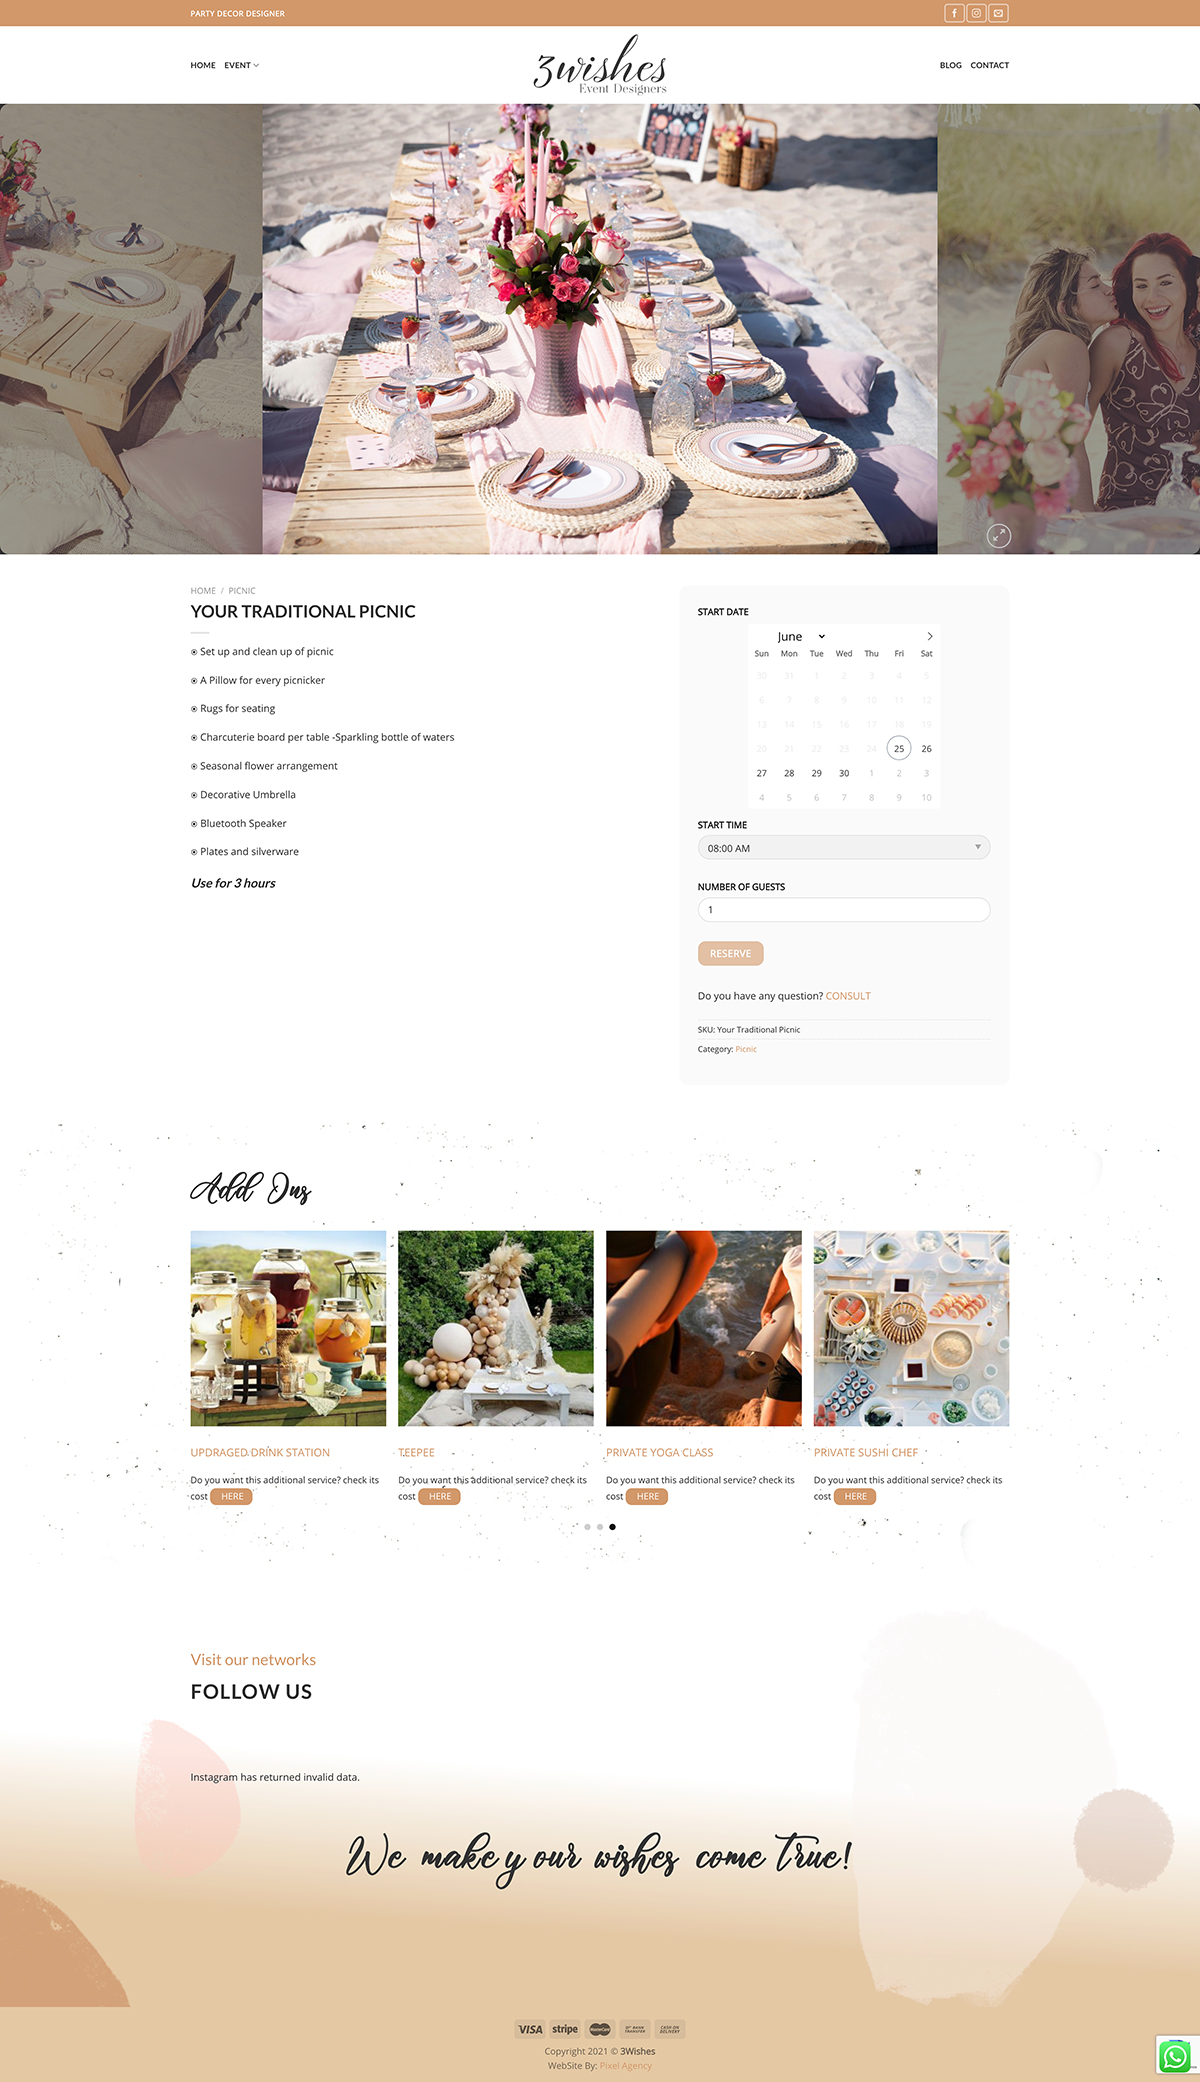 PARTY DECOR DESIGNER
HOME EVENT
3wishes
Event Designers
BLOG CONTACT
HOME / PICNIC
YOUR TRADITIONAL PICNIC
Set up and clean up of picnic
A Pillow for every picnicker
Rugs for seating
Charcuterie board per table -Sparkling bottle of waters
Seasonal flower arrangement
Decorative Umbrella
Bluetooth Speaker
Plates and silverware
Use for 3 hours
START DATE
June
Sun Mon Tue Wed Thu Fri Sat
30 31 1 2 3 4 5
6 7 8 9 10 11 12
13 14 15 16 17 18 19
20 21 22 23 24 25 26
27 28 29 30 1 2 3
4 5 6 7 8 9 10
START TIME
08:00 AM
NUMBER OF GUESTS
1
RESERVE
Do you have any question? CONSULT
SKU: Your Traditional Picnic
Category: Picnic
Add Ons
UPDRAGED DRINK STATION
Do you want this additional service? check its
cost HERE
TEEPEE
Do you want this additional service? check its
cost HERE
PRIVATE YOGA CLASS
Do you want this additional service? check its
cost HERE
PRIVATE SUSHI CHEF
Do you want this additional service? check its
cost HERE
Visit our networks
FOLLOW US
Instagram has returned invalid data.
We make your wishes come True!
VISA stripe MasterCard BANK TRANSFER CASH ON DELIVERY
Copyright 2021 © 3Wishes
WebSite By: Pixel Agency